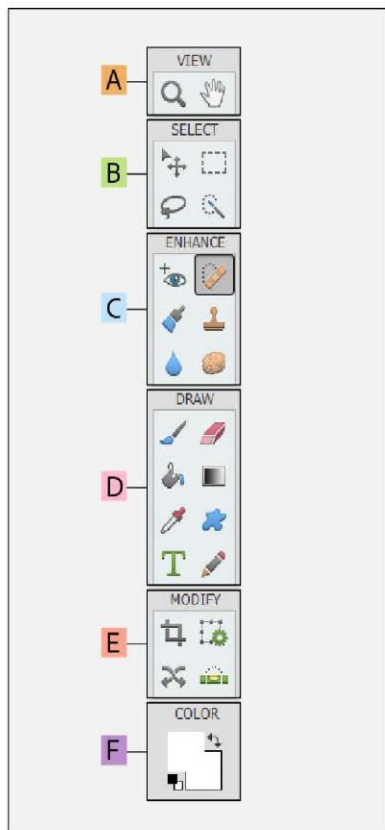 A
VIEW
B
SELECT
C
ENHANCE
D
DRAW
E
MODIFY
F
COLOR